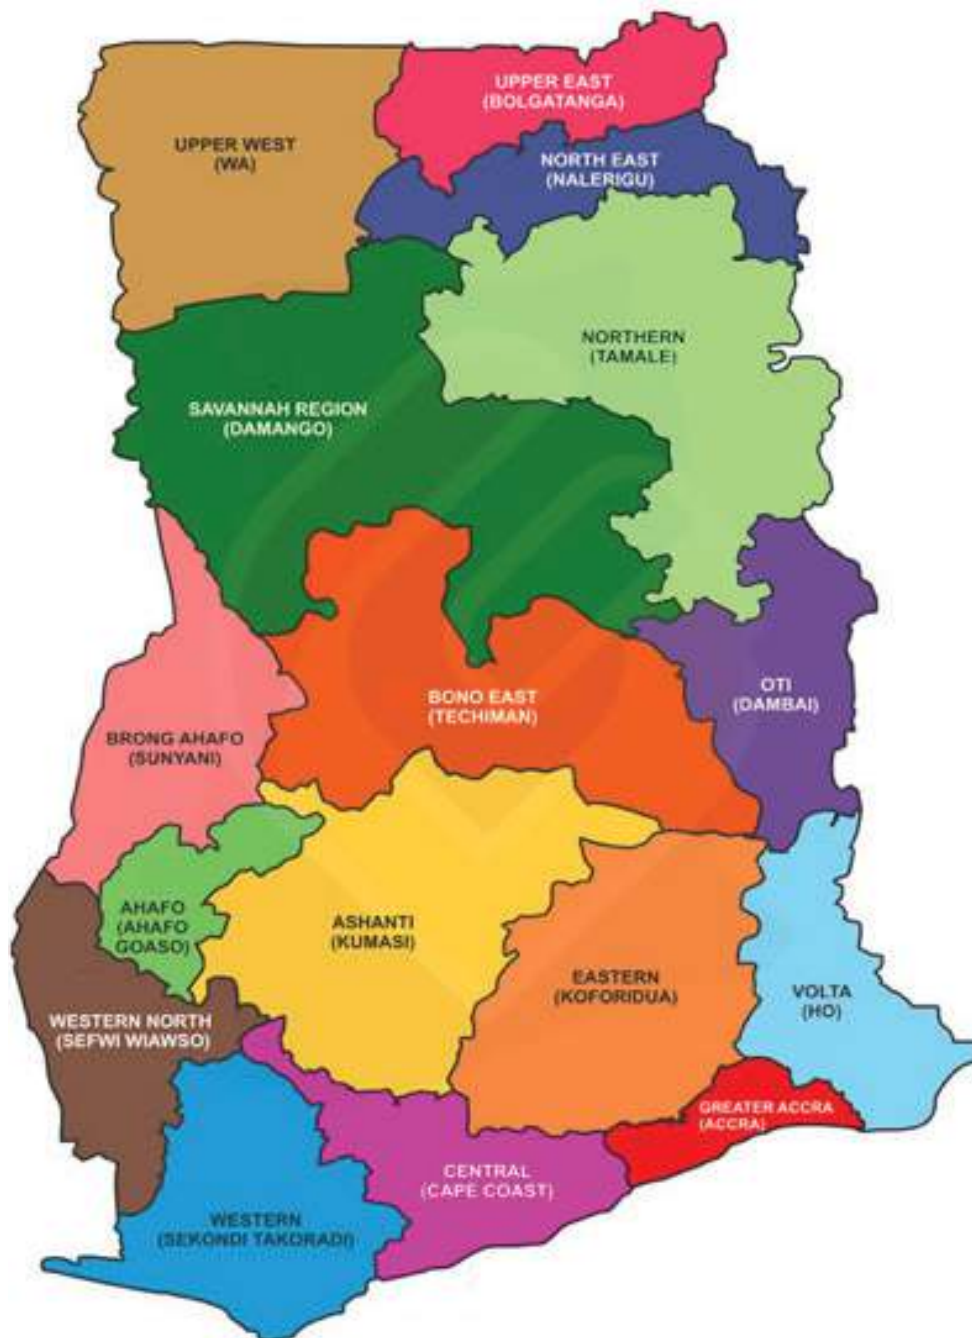 UPPER EAST
(BOLGATANGA)
UPPER WEST
(WA)
NORTH EAST
(NALERIGU)
NORTHERN
(TAMALE)
SAVANNAH REGION
(DAMANGO)
OTI
(DAMBAI)
BONO EAST
(TECHIMAN)
BRONG AHAFO
(SUNYANI)
AHAFO
(AHAFO
GOASO)
ASHANTI
(KUMASI)
EASTERN
(KOFORIDUA)
VOLTA
(HO)
WESTERN NORTH
(SEFWI WIAWSO)
GREATER ACCRA
(ACCRA)
CENTRAL
(CAPE COAST)
WESTERN
(SEKONDI TAKORADI)